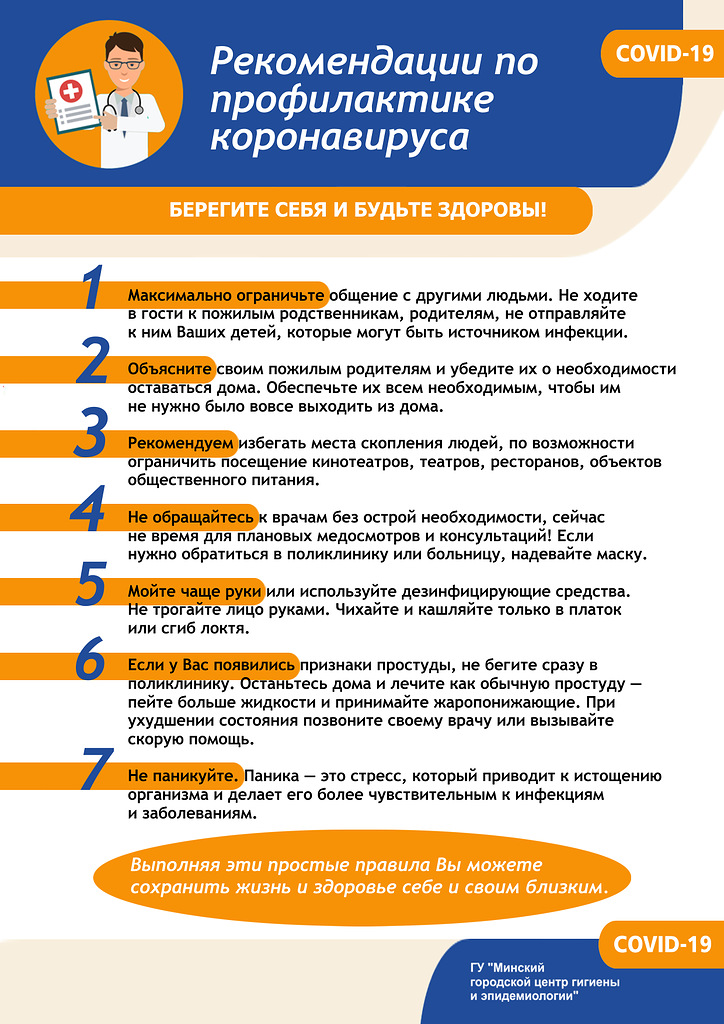 COVID-19
Рекомендации по
профилактике
коронавируса
БЕРЕГИТЕ СЕБЯ И БУДЬТЕ ЗДОРОВЫ!
1
Максимально ограничьте общение с другими людьми. Не ходите
в гости к пожилым родственникам, родителям, не отправляйте
к ним Ваших детей, которые могут быть источником инфекции.
2
Объясните своим пожилым родителям и убедите их о необходимости
оставаться дома. Обеспечьте их всем необходимым, чтобы им
не нужно было вовсе выходить из дома.
3
Рекомендуем избегать места скопления людей, по возможности
ограничить посещение кинотеатров, театров, ресторанов, объектов
общественного питания.
4
Не обращайтесь к врачам без острой необходимости, сейчас
не время для плановых медосмотров и консультаций! Если
нужно обратиться в поликлинику или больницу, надевайте маску.
5
Мойте чаще руки или используйте дезинфицирующие средства.
Не трогайте лицо руками. Чихайте и кашляйте только в платок
или сгиб локтя.
6
Если у Вас появились признаки простуды, не бегите сразу в
поликлинику. Останьтесь дома и лечите как обычную простуду —
пейте больше жидкости и принимайте жаропонижающие. При
ухудшении состояния позвоните своему врачу или вызывайте
скорую помощь.
7
Не паникуйте. Паника — это стресс, который приводит к истощению
организма и делает его более чувствительным к инфекциям
и заболеваниям.
Выполняя эти простые правила Вы можете
сохранить жизнь и здоровье себе и своим близким.
COVID-19
ГУ "Минский
городской центр гигиены
и эпидемиологии"